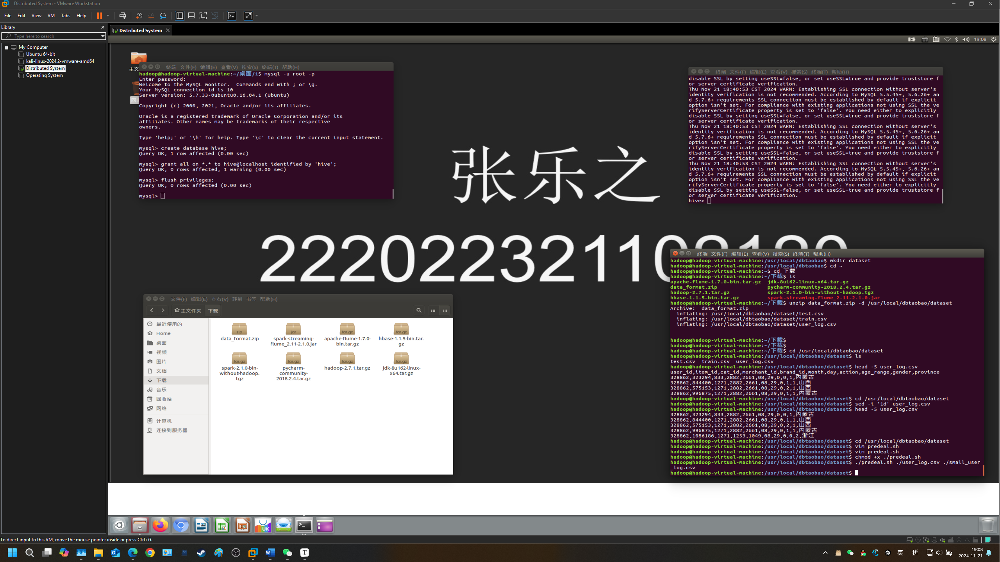 Distributed System - VMware Workstation
File Edit View VM Tabs Help
Library
Type here to search
My Computer
Ubuntu 64-bit
kali-linux-2024.2-vmware-amd64
Distributed System
Operating System
Distributed System
19:08
主文
终端 文件(F) 编辑(E) 查看(V) 搜索(S) 终端(T) 帮助(H)
hadoop@hadoop-virtual-machine:~/桌面/1$ mysql -u root -p
Enter password:
Welcome to the MySQL monitor.  Commands end with ; or \g.
Your MySQL connection id is 10
Server version: 5.7.33-0ubuntu0.16.04.1 (Ubuntu)
Copyright (c) 2000, 2021, Oracle and/or its affiliates.
Oracle is a registered trademark of Oracle Corporation and/or its
affiliates. Other names may be trademarks of their respective
owners.
Type 'help;' or '\h' for help. Type '\c' to clear the current input statement.
mysql> create database hive;
Query OK, 1 row affected (0.00 sec)
mysql> grant all on *.* to hive@localhost identified by 'hive';
Query OK, 0 rows affected, 1 warning (0.00 sec)
mysql> flush privileges;
Query OK, 0 rows affected (0.00 sec)
mysql>
终端 文件(F) 编辑(E) 查看(V) 搜索(S) 终端(T) 帮助(H)
disable SSL by setting useSSL=false, or set useSSL=true and provide truststore f
or server certificate verification.
Thu Nov 21 18:40:53 CST 2024 WARN: Establishing SSL connection without server's
identity verification is not recommended. According to MySQL 5.5.45+, 5.6.26+ an
d 5.7.6+ requirements SSL connection must be established by default if explicit
option isn't set. For compliance with existing applications not using SSL the ve
rifyServerCertificate property is set to 'false'. You need either to explicitly
disable SSL by setting useSSL=false, or set useSSL=true and provide truststore f
or server certificate verification.
Thu Nov 21 18:40:53 CST 2024 WARN: Establishing SSL connection without server's
identity verification is not recommended. According to MySQL 5.5.45+, 5.6.26+ an
d 5.7.6+ requirements SSL connection must be established by default if explicit
option isn't set. For compliance with existing applications not using SSL the ve
rifyServerCertificate property is set to 'false'. You need either to explicitly
disable SSL by setting useSSL=false, or set useSSL=true and provide truststore f
or server certificate verification.
Thu Nov 21 18:40:53 CST 2024 WARN: Establishing SSL connection without server's
identity verification is not recommended. According to MySQL 5.5.45+, 5.6.26+ an
d 5.7.6+ requirements SSL connection must be established by default if explicit
option isn't set. For compliance with existing applications not using SSL the ve
rifyServerCertificate property is set to 'false'. You need either to explicitly
disable SSL by setting useSSL=false, or set useSSL=true and provide truststore f
or server certificate verification.
hive>
张乐之
22202232110
文件(F) 编辑(E) 查看(V) 转到 书签 帮助(H)
主文件夹 下载
最近使用的
Home
桌面
视频
图片
文档
下载
音乐
回收站
网络
计算机
连接到服务器
zip jar tar.gz tar.gz
data_format.zip
spark-streaming-flume_2.11-2.1.0.jar
apache-flume-1.7.0-bin.tar.gz
hbase-1.1.5-bin.tar.gz
tar.gz tar.gz tar.gz tar.gz
spark-2.1.0-bin-without-hadoop.tgz
pycharm-community-2018.2.4.tar.gz
hadoop-2.7.1.tar.gz
jdk-8u162-linux-x64.tar.gz
终端 文件(F) 编辑(E) 查看(V) 搜索(S) 终端(T) 帮助(H)
hadoop@hadoop-virtual-machine:/usr/local/dbtaobao$ mkdir dataset
hadoop@hadoop-virtual-machine:/usr/local/dbtaobao$ cd ~
hadoop@hadoop-virtual-machine:~$ cd 下载
hadoop@hadoop-virtual-machine:~/下载$ ls
apache-flume-1.7.0-bin.tar.gz  jdk-8u162-linux-x64.tar.gz
data_format.zip                pycharm-community-2018.2.4.tar.gz
hadoop-2.7.1.tar.gz            spark-2.1.0-bin-without-hadoop.tgz
hbase-1.1.5-bin.tar.gz         spark-streaming-flume_2.11-2.1.0.jar
hadoop@hadoop-virtual-machine:~/下载$ unzip data_format.zip -d /usr/local/dbtaobao/dataset
Archive:  data_format.zip
  inflating: /usr/local/dbtaobao/dataset/test.csv
  inflating: /usr/local/dbtaobao/dataset/train.csv
  inflating: /usr/local/dbtaobao/dataset/user_log.csv
hadoop@hadoop-virtual-machine:~/下载$
hadoop@hadoop-virtual-machine:~/下载$
hadoop@hadoop-virtual-machine:~/下载$ cd /usr/local/dbtaobao/dataset
hadoop@hadoop-virtual-machine:/usr/local/dbtaobao/dataset$ ls
test.csv  train.csv  user_log.csv
hadoop@hadoop-virtual-machine:/usr/local/dbtaobao/dataset$ head -5 user_log.csv
user_id,item_id,cat_id,merchant_id,brand_id,month,day,action,age_range,gender,province
328862,323294,833,2882,2661,08,29,0,0,1,内蒙古
328862,844400,1271,2882,2661,08,29,0,1,1,山西
328862,575153,1271,2882,2661,08,29,0,2,1,山西
328862,996875,1271,2882,2661,08,29,0,1,1,内蒙古
hadoop@hadoop-virtual-machine:/usr/local/dbtaobao/dataset$ cd /usr/local/dbtaobao/dataset
hadoop@hadoop-virtual-machine:/usr/local/dbtaobao/dataset$ sed -i '1d' user_log.csv
hadoop@hadoop-virtual-machine:/usr/local/dbtaobao/dataset$ head -5 user_log.csv
328862,323294,833,2882,2661,08,29,0,0,1,内蒙古
328862,844400,1271,2882,2661,08,29,0,1,1,山西
328862,575153,1271,2882,2661,08,29,0,2,1,山西
328862,996875,1271,2882,2661,08,29,0,1,1,内蒙古
328862,1086186,1271,1253,1049,08,29,0,0,2,浙江
hadoop@hadoop-virtual-machine:/usr/local/dbtaobao/dataset$ cd /usr/local/dbtaobao/dataset
hadoop@hadoop-virtual-machine:/usr/local/dbtaobao/dataset$ vim predeal.sh
hadoop@hadoop-virtual-machine:/usr/local/dbtaobao/dataset$ vim predeal.sh
hadoop@hadoop-virtual-machine:/usr/local/dbtaobao/dataset$ chmod +x ./predeal.sh
hadoop@hadoop-virtual-machine:/usr/local/dbtaobao/dataset$ ./predeal.sh ./user_log.csv ./small_user
_log.csv
hadoop@hadoop-virtual-machine:/usr/local/dbtaobao/dataset$
UK
To direct input to this VM, move the mouse pointer inside or press Ctrl+G.
英 拼
19:08
2024-11-21